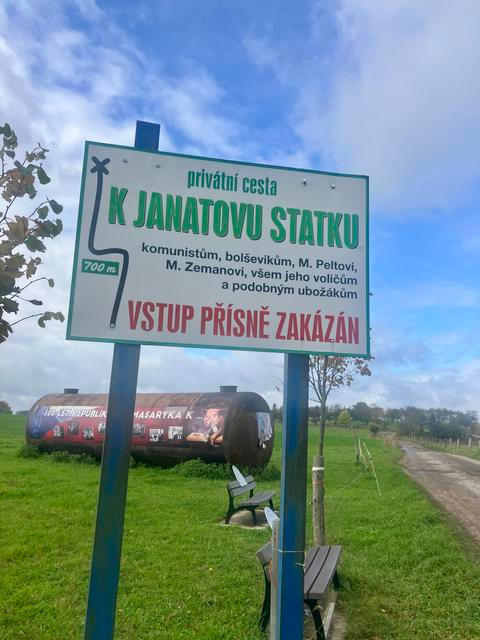 privátní cesta
K JANATOVU STATKU
700 m
komunistům, bolševikům, M. Peltovi,
M. Zemanovi, všem jeho voličům
a podobným ubožákům
VSTUP PŘÍSNĚ ZAKÁZÁN
100 LET REPUBLIK MASARYKA K